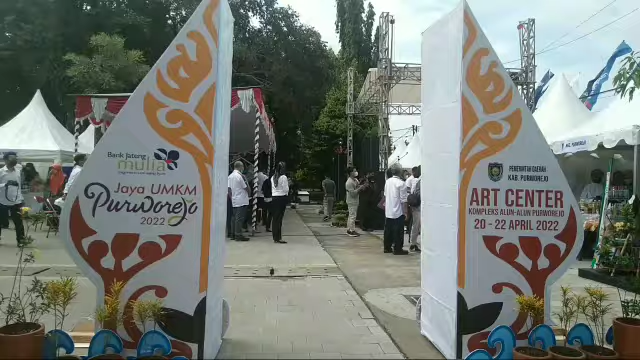 Bank Jateng
mulia
Jaya UMKM
Purworejo
2022
PEMERINTAH DAERAH
KAB. PURWOREJO
ART CENTER
KOMPLEKS ALUN-ALUN PURWOREJO
20 - 22 APRIL 2022